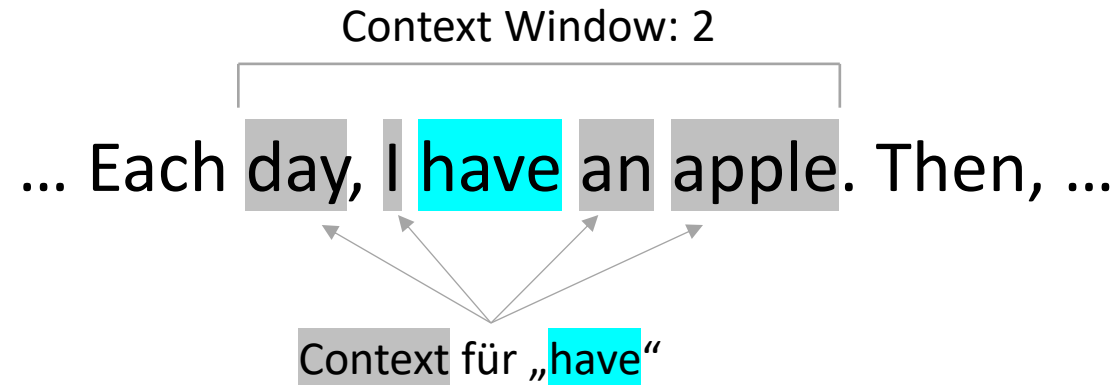 Context Window: 2
… Each day, I have an apple. Then, …
Context für „have“